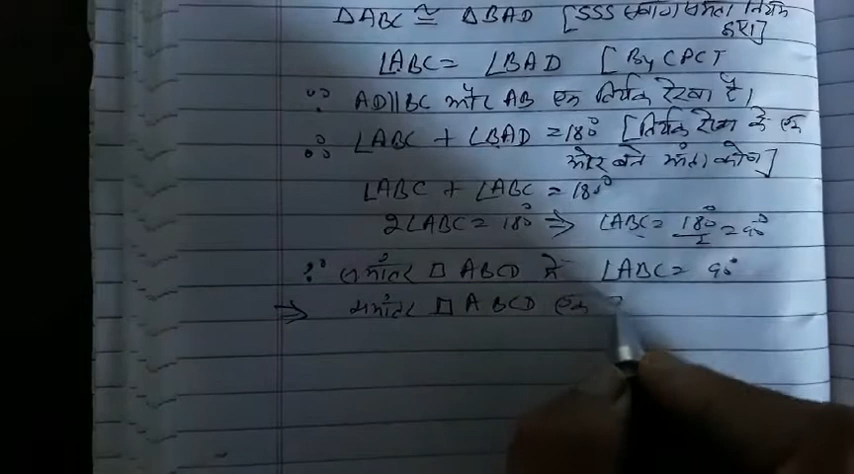 △ABC ≅ △BAD [SSS सर्वांगसमता नियम
द्वारा]
∠ABC = ∠BAD [By CPCT
∵ AD||BC और AB एक तिर्यक रेखा है।
∴ ∠ABC + ∠BAD = 180° [तिर्यक रेखा के एक
ओर बने अंतः कोण]
∠ABC + ∠ABC = 180°
2∠ABC = 180° ⇒ ∠ABC = 180°/2 = 90°
∵ समांतर □ ABCD में ∠ABC = 90°
⇒ समांतर □ ABCD एक